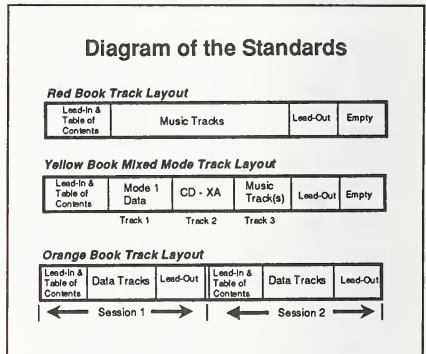 Diagram of the Standards
Red Book Track Layout
Lead-In &
Table of
Contents
Music Tracks
Lead-Out
Empty
Yellow Book Mixed Mode Track Layout
Lead-In &
Table of
Contents
Mode 1
Data
CD - XA
Music
Track(s)
Lead-Out
Empty
Track 1
Track 2
Track 3
Orange Book Track Layout
Lead-In &
Table of
Contents
Data Tracks
Lead-Out
Lead-In &
Table of
Contents
Data Tracks
Lead-Out
Session 1
Session 2